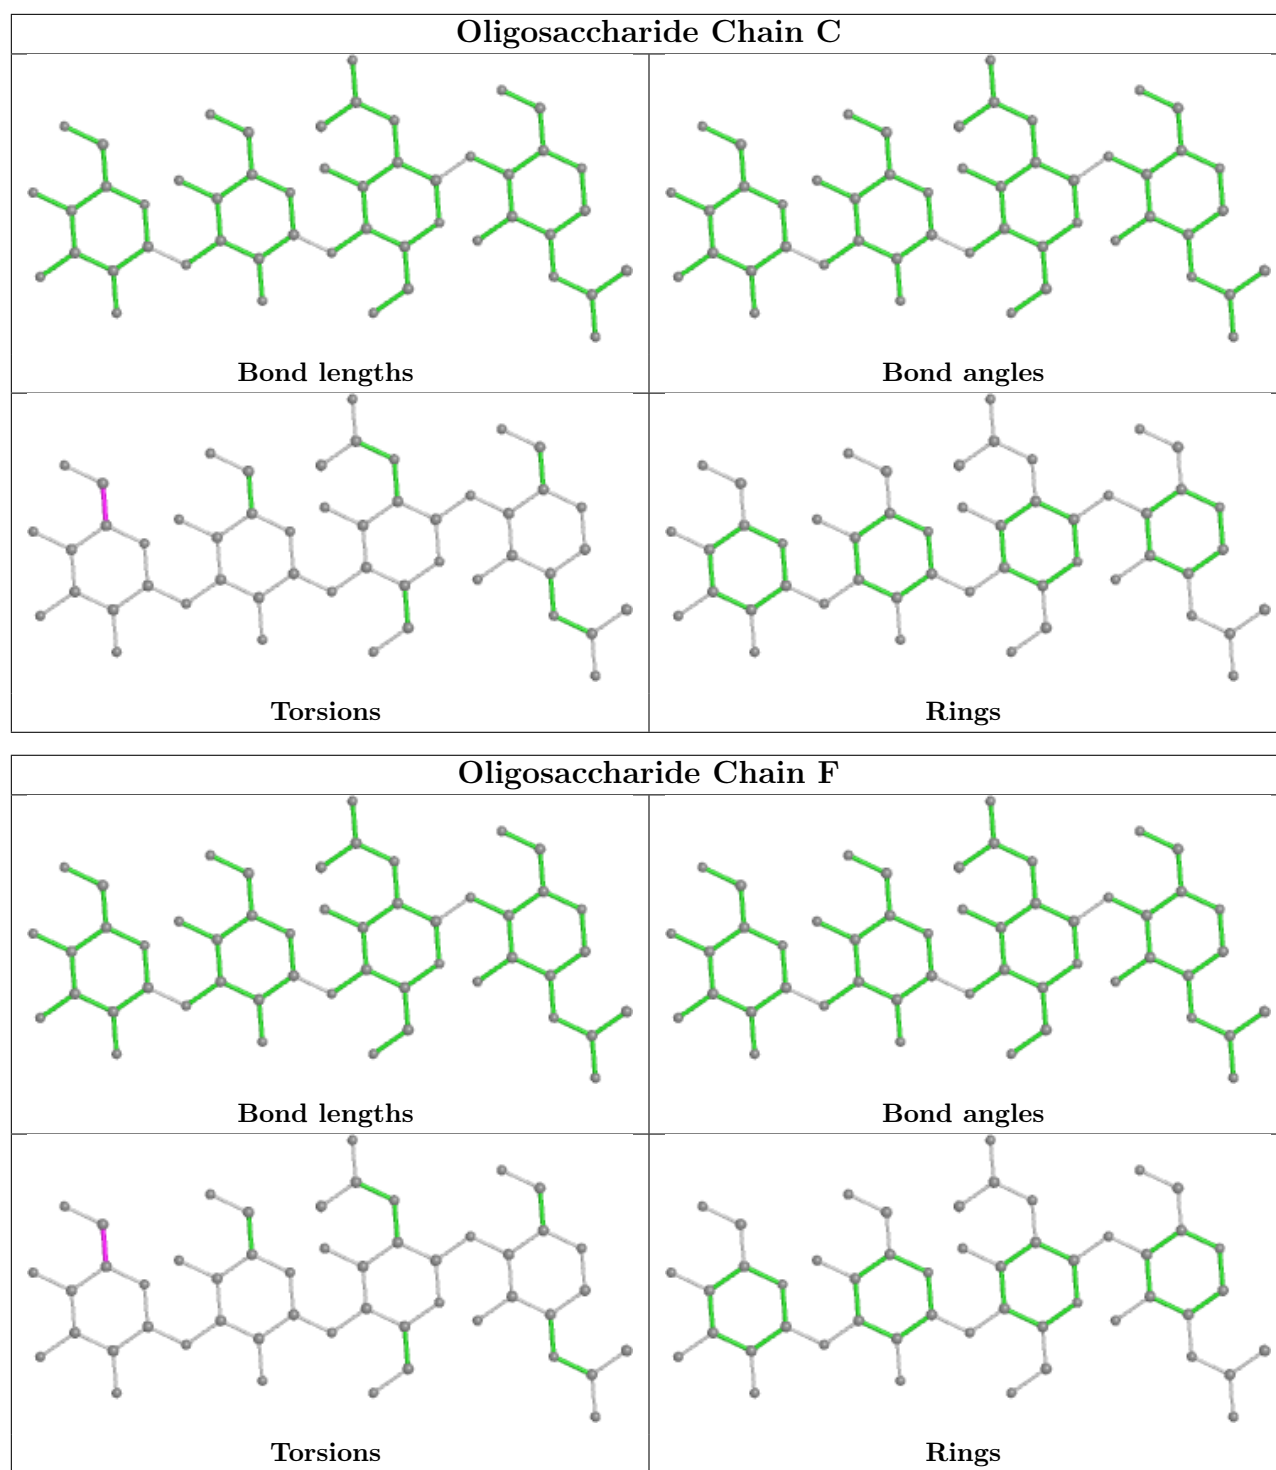 Oligosaccharide Chain C
Bond lengths
Bond angles
Torsions
Rings
Oligosaccharide Chain F
Bond lengths
Bond angles
Torsions
Rings